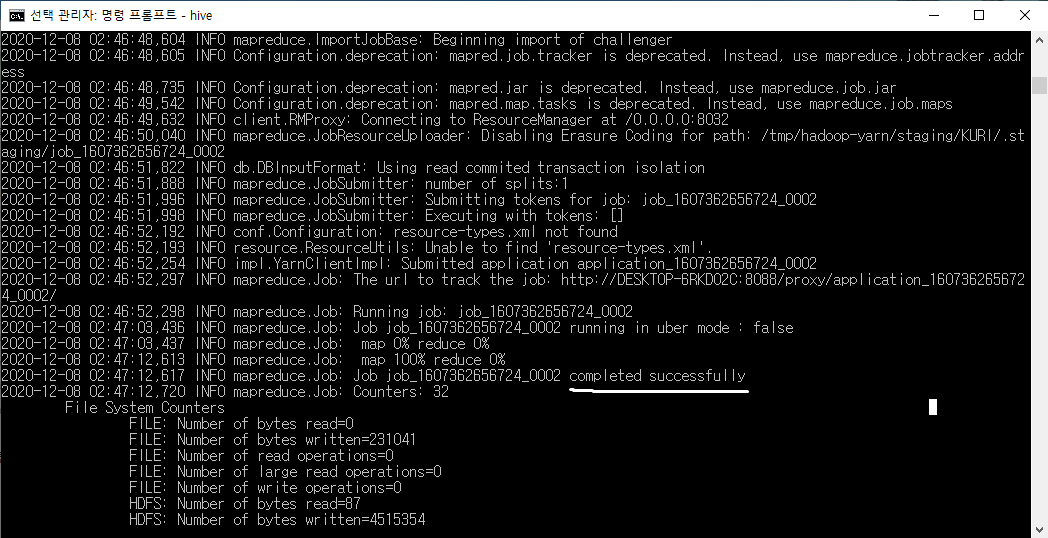 선택 관리자: 명령 프롬프트 - hive
2020-12-08 02:46:48,604 INFO mapreduce.ImportJobBase: Beginning import of challenger
2020-12-08 02:46:48,605 INFO Configuration.deprecation: mapred.job.tracker is deprecated. Instead, use mapreduce.jobtracker.addr
ess
2020-12-08 02:46:48,735 INFO Configuration.deprecation: mapred.jar is deprecated. Instead, use mapreduce.job.jar
2020-12-08 02:46:49,542 INFO Configuration.deprecation: mapred.map.tasks is deprecated. Instead, use mapreduce.job.maps
2020-12-08 02:46:49,632 INFO client.RMProxy: Connecting to ResourceManager at /0.0.0.0:8032
2020-12-08 02:46:50,040 INFO mapreduce.JobResourceUploader: Disabling Erasure Coding for path: /tmp/hadoop-yarn/staging/KURI/.st
aging/job_1607362656724_0002
2020-12-08 02:46:51,822 INFO db.DBInputFormat: Using read commited transaction isolation
2020-12-08 02:46:51,888 INFO mapreduce.JobSubmitter: number of splits:1
2020-12-08 02:46:51,996 INFO mapreduce.JobSubmitter: Submitting tokens for job: job_1607362656724_0002
2020-12-08 02:46:51,998 INFO mapreduce.JobSubmitter: Executing with tokens: []
2020-12-08 02:46:52,192 INFO conf.Configuration: resource-types.xml not found
2020-12-08 02:46:52,193 INFO resource.ResourceUtils: Unable to find 'resource-types.xml'.
2020-12-08 02:46:52,254 INFO impl.YarnClientImpl: Submitted application application_1607362656724_0002
2020-12-08 02:46:52,297 INFO mapreduce.Job: The url to track the job: http://DESKTOP-6RKD02C:8088/proxy/application_160736265672
4_0002/
2020-12-08 02:46:52,298 INFO mapreduce.Job: Running job: job_1607362656724_0002
2020-12-08 02:47:03,436 INFO mapreduce.Job: Job job_1607362656724_0002 running in uber mode : false
2020-12-08 02:47:03,437 INFO mapreduce.Job:  map 0% reduce 0%
2020-12-08 02:47:12,613 INFO mapreduce.Job:  map 100% reduce 0%
2020-12-08 02:47:12,617 INFO mapreduce.Job: Job job_1607362656724_0002 completed successfully
2020-12-08 02:47:12,720 INFO mapreduce.Job: Counters: 32
File System Counters
FILE: Number of bytes read=0
FILE: Number of bytes written=231041
FILE: Number of read operations=0
FILE: Number of large read operations=0
FILE: Number of write operations=0
HDFS: Number of bytes read=87
HDFS: Number of bytes written=4515354